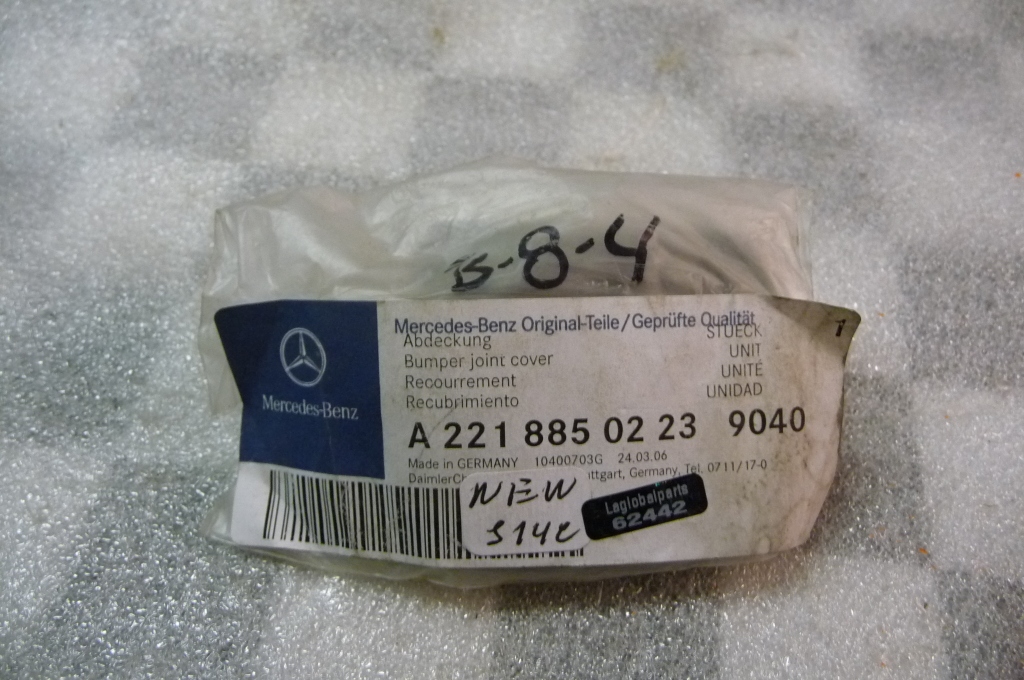 B-8-4
Mercedes-Benz Original-Teile/Geprüfte Qualität
1
Abdeckung STUECK
Bumper joint cover UNIT
Recourrement UNITÉ
Recubrimiento UNIDAD
Mercedes-Benz
A 221 885 02 23 9040
Made in GERMANY 10400703G 24.03.06
Germany, Tel. 0711/17-0
NEW
Laglobalparts
62442